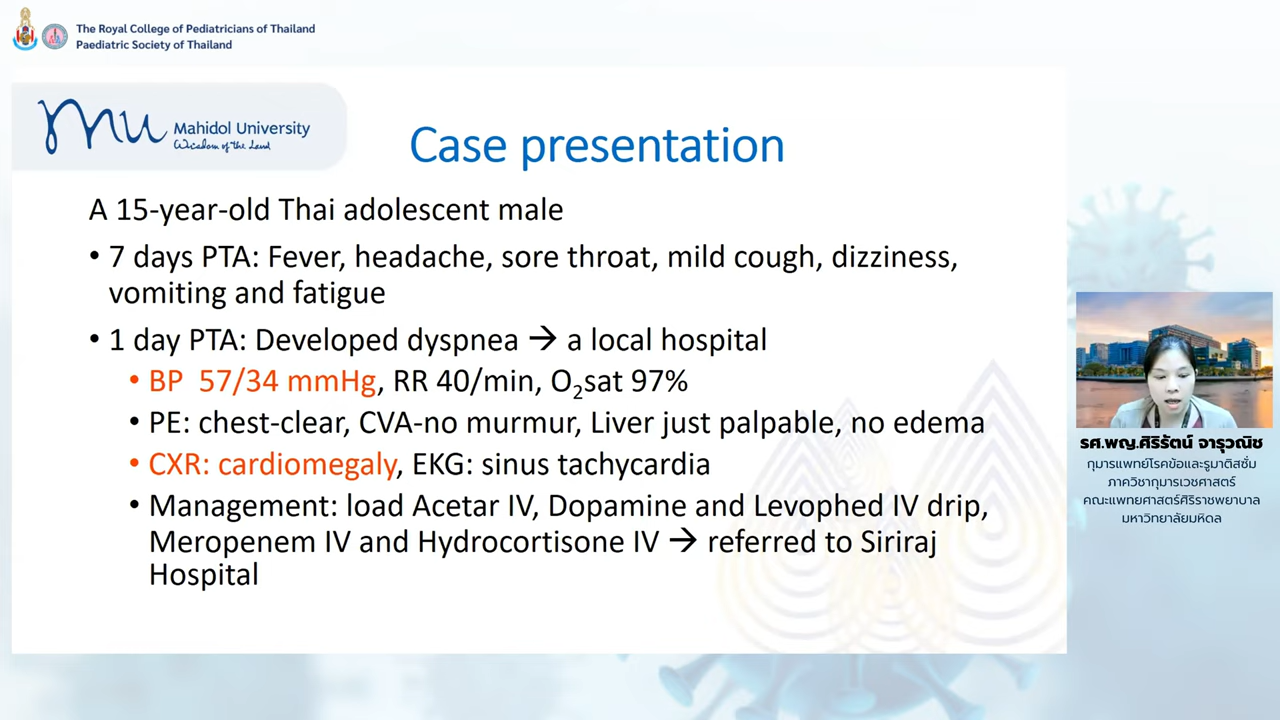 The Royal College of Pediatricians of Thailand
Paediatric Society of Thailand
Mahidol University
Wisdom of the Land
Case presentation
A 15-year-old Thai adolescent male
• 7 days PTA: Fever, headache, sore throat, mild cough, dizziness,
vomiting and fatigue
• 1 day PTA: Developed dyspnea → a local hospital
• BP 57/34 mmHg, RR 40/min, O₂sat 97%
• PE: chest-clear, CVA-no murmur, Liver just palpable, no edema
• CXR: cardiomegaly, EKG: sinus tachycardia
• Management: load Acetar IV, Dopamine and Levophed IV drip,
Meropenem IV and Hydrocortisone IV → referred to Siriraj
Hospital
รศ.พญ.ศิริรัตน์ จารุวณิช
กุมารแพทย์โรคข้อและรูมาติสซั่ม
ภาควิชากุมารเวชศาสตร์
คณะแพทยศาสตร์ศิริราชพยาบาล
มหาวิทยาลัยมหิดล